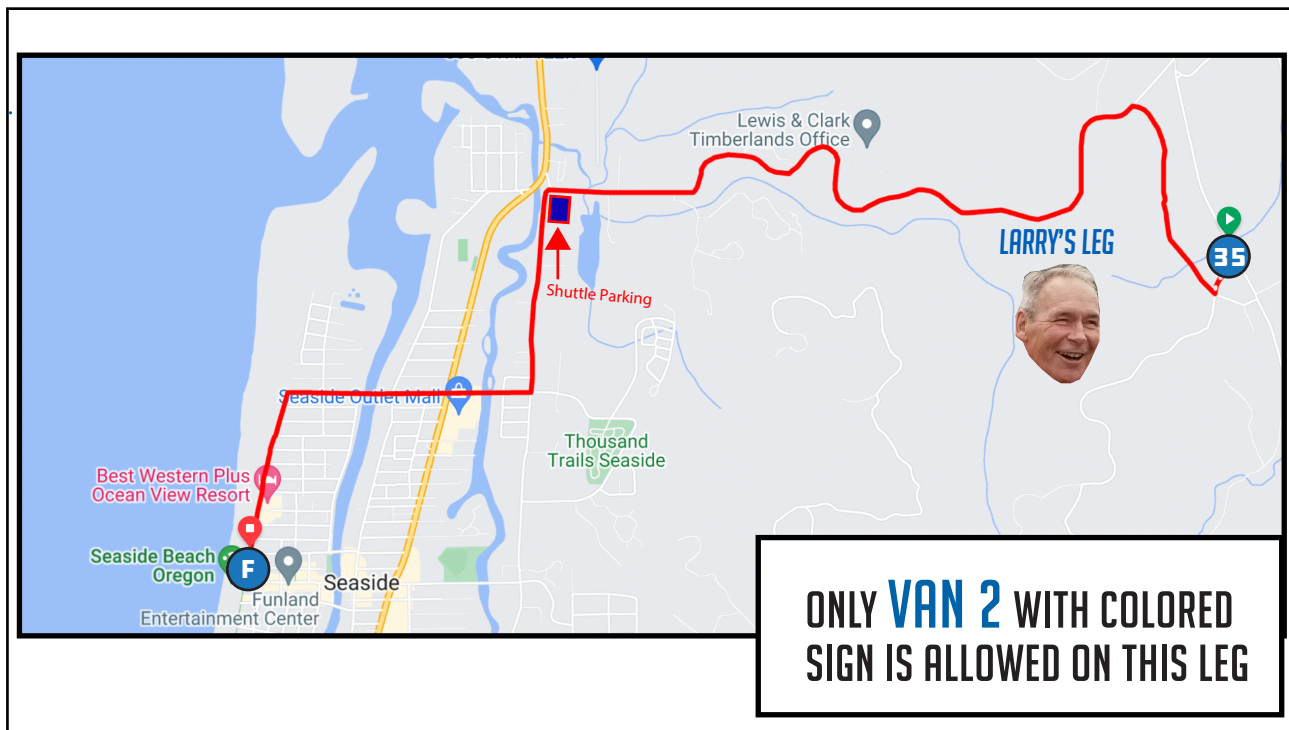 Lewis & Clark
Timberlands Office
LARRY'S LEG
35
Shuttle Parking
Seaside Outlet Mall
Thousand
Trails Seaside
Best Western Plus
Ocean View Resort
Seaside Beach
Oregon
F
Seaside
Funland
Entertainment Center
ONLY VAN 2 WITH COLORED
SIGN IS ALLOWED ON THIS LEG